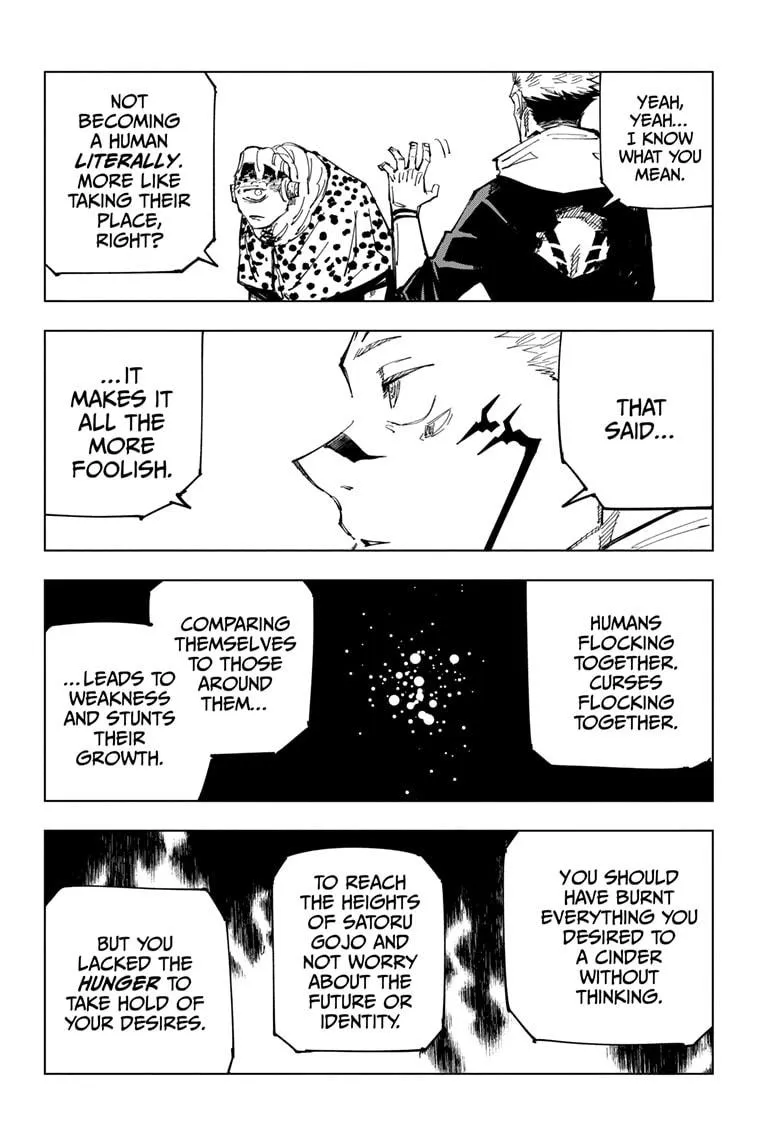 YEAH,
YEAH...
I KNOW
WHAT YOU
MEAN.
NOT
BECOMING
A HUMAN
LITERALLY.
MORE LIKE
TAKING THEIR
PLACE,
RIGHT?
THAT
SAID...
...IT
MAKES IT
ALL THE
MORE
FOOLISH.
HUMANS
FLOCKING
TOGETHER.
CURSES
FLOCKING
TOGETHER.
COMPARING
THEMSELVES
TO THOSE
AROUND
THEM...
...LEADS TO
WEAKNESS
AND STUNTS
THEIR
GROWTH.
YOU SHOULD
HAVE BURNT
EVERYTHING YOU
DESIRED TO
A CINDER
WITHOUT
THINKING.
TO REACH
THE HEIGHTS
OF SATORU
GOJO AND
NOT WORRY
ABOUT THE
FUTURE OR
IDENTITY.
BUT YOU
LACKED THE
HUNGER TO
TAKE HOLD OF
YOUR DESIRES.